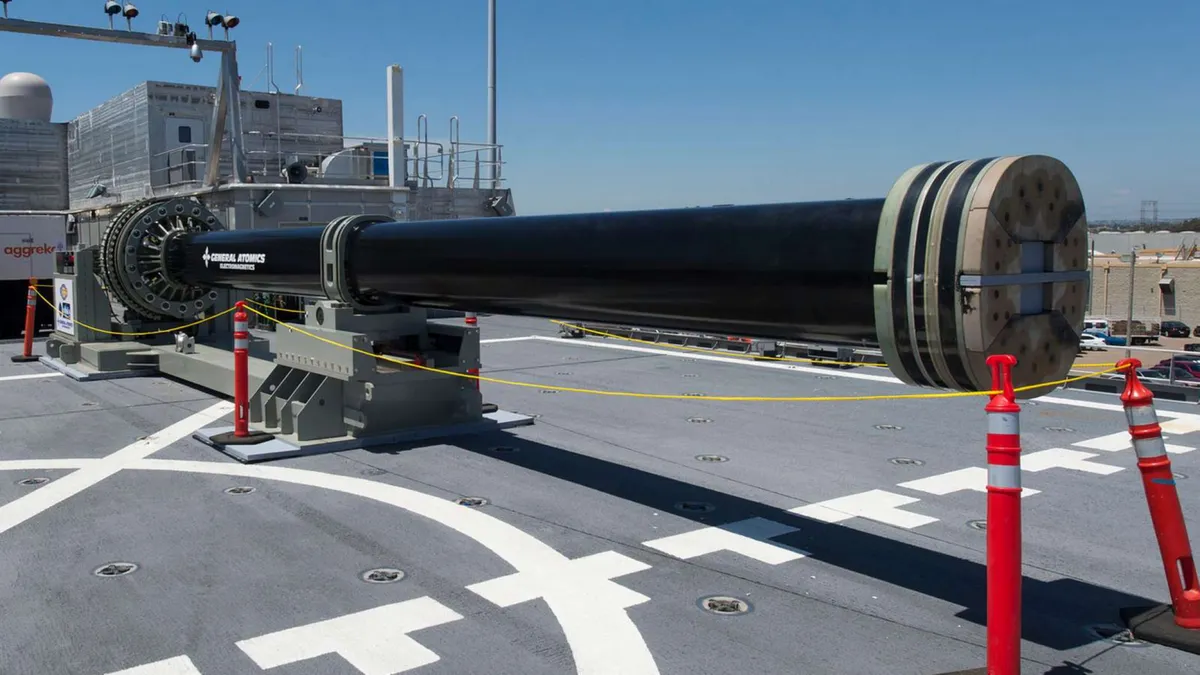 aggreko
GENERAL ATOMICS
ELECTROMAGNETICS